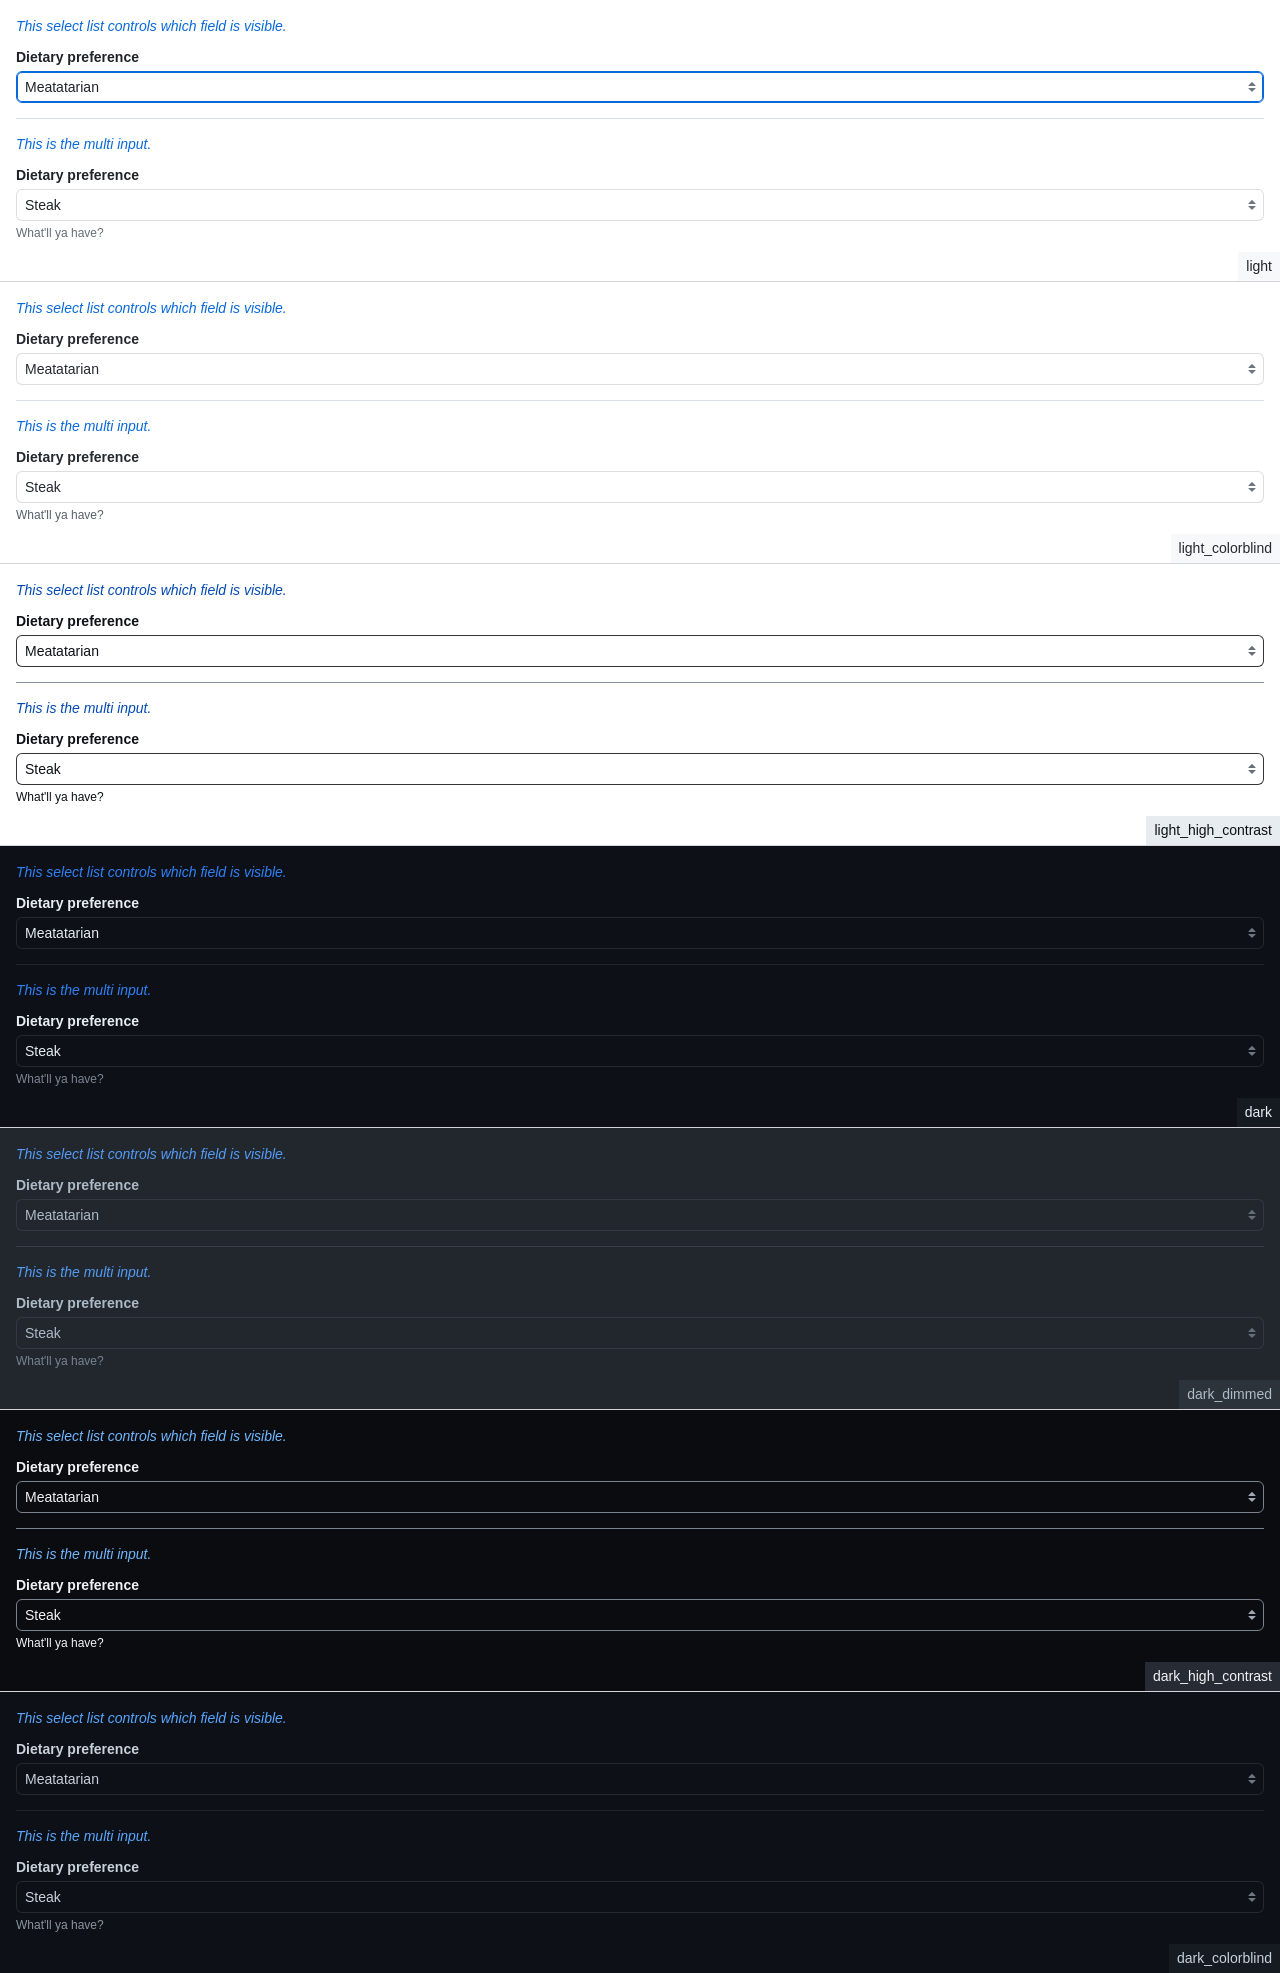 This select list controls which field is visible.
Dietary preference
Meatatarian
This is the multi input.
Dietary preference
Steak
What'll ya have?
light
This select list controls which field is visible.
Dietary preference
Meatatarian
This is the multi input.
Dietary preference
Steak
What'll ya have?
light_colorblind
This select list controls which field is visible.
Dietary preference
Meatatarian
This is the multi input.
Dietary preference
Steak
What'll ya have?
light_high_contrast
This select list controls which field is visible.
Dietary preference
Meatatarian
This is the multi input.
Dietary preference
Steak
What'll ya have?
dark
This select list controls which field is visible.
Dietary preference
Meatatarian
This is the multi input.
Dietary preference
Steak
What'll ya have?
dark_dimmed
This select list controls which field is visible.
Dietary preference
Meatatarian
This is the multi input.
Dietary preference
Steak
What'll ya have?
dark_high_contrast
This select list controls which field is visible.
Dietary preference
Meatatarian
This is the multi input.
Dietary preference
Steak
What'll ya have?
dark_colorblind